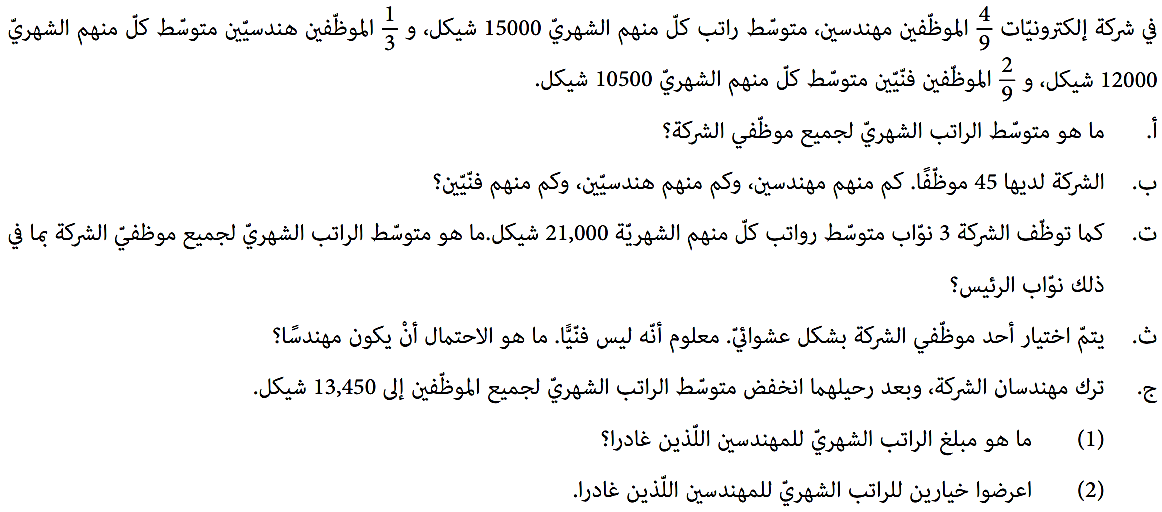 في شركة إلكترونيّات 4/9 الموظّفين مهندسين، متوسّط راتب كلّ منهم الشهريّ 15000 شيكل، و 1/3 الموظّفين هندسيّين متوسّط كلّ منهم الشهريّ
12000 شيكل، و 2/9 الموظّفين فنّيّين متوسّط كلّ منهم الشهريّ 10500 شيكل.
أ. ما هو متوسّط الراتب الشهريّ لجميع موظّفي الشركة؟
ب. الشركة لديها 45 موظّفًا. كم منهم مهندسين، وكم منهم هندسيّين، وكم منهم فنّيّين؟
ت. كما توظّف الشركة 3 نوّاب متوسّط رواتب كلّ منهم الشهريّة 21,000 شيكل.ما هو متوسّط الراتب الشهريّ لجميع موظفيّ الشركة بما في
ذلك نوّاب الرئيس؟
ث. يتمّ اختيار أحد موظّفي الشركة بشكل عشوائيّ. معلوم أنّه ليس فنّيًّا. ما هو الاحتمال أنْ يكون مهندسًا؟
ج. ترك مهندسان الشركة، وبعد رحيلهما انخفض متوسّط الراتب الشهريّ لجميع الموظّفين إلى 13,450 شيكل.
(1) ما هو مبلغ الراتب الشهريّ للمهندسين اللّذين غادرا؟
(2) اعرضوا خيارين للراتب الشهريّ للمهندسين اللّذين غادرا.